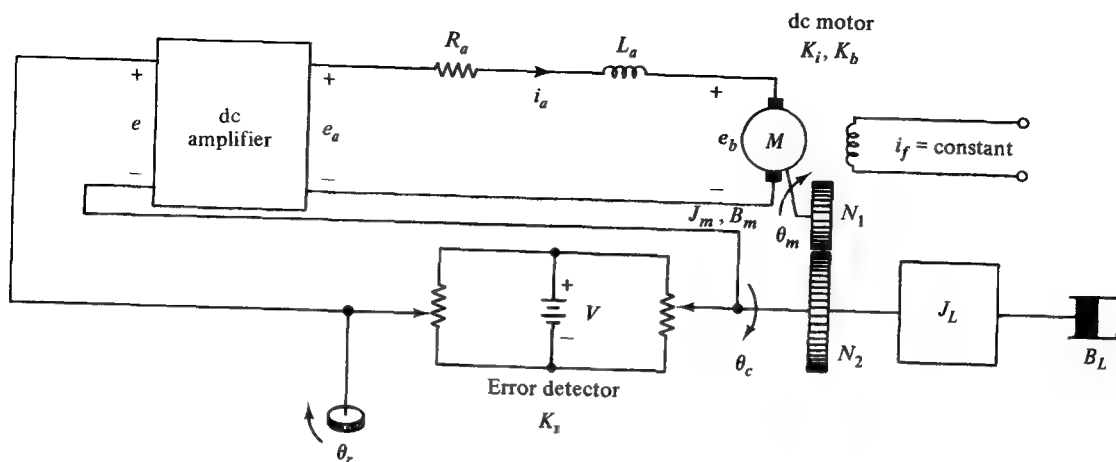 dc motor
K_i, K_b
R_a
L_a
+
+
+
e
dc
amplifier
e_a
i_a
e_b
M
i_f = constant
−
−
−
J_m, B_m
θ_m
N_1
+
V
−
θ_c
N_2
J_L
B_L
Error detector
K_s
θ_r